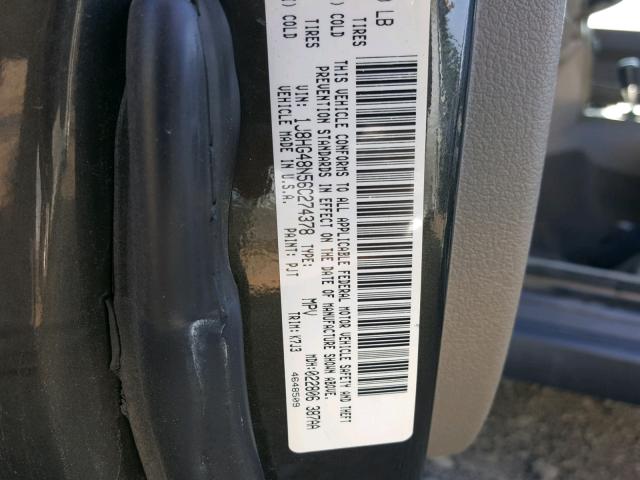 LB
TIRES
COLD
TIRES
COLD
THIS VEHICLE CONFORMS TO ALL APPLICABLE FEDERAL MOTOR VEHICLE SAFETY AND THEFT
PREVENTION STANDARDS IN EFFECT ON THE DATE OF MANUFACTURE SHOWN ABOVE.
VIN: 1J8HG48N56C274378 TYPE: MPV MDH:022806 387AA
VEHICLE MADE IN U.S.A. PAINT: PJT TRIM:K7J3 4648509